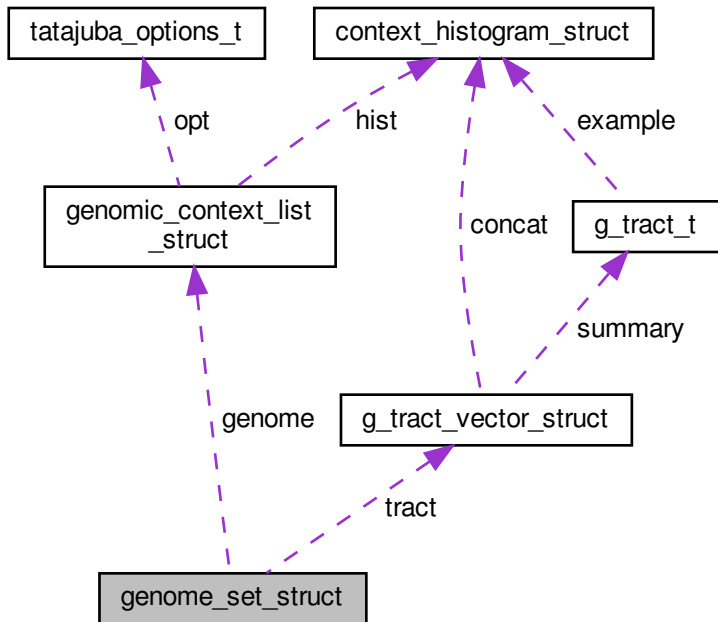 tatajuba_options_t
context_histogram_struct
opt
hist
example
genomic_context_list
_struct
concat
g_tract_t
summary
genome
g_tract_vector_struct
tract
genome_set_struct